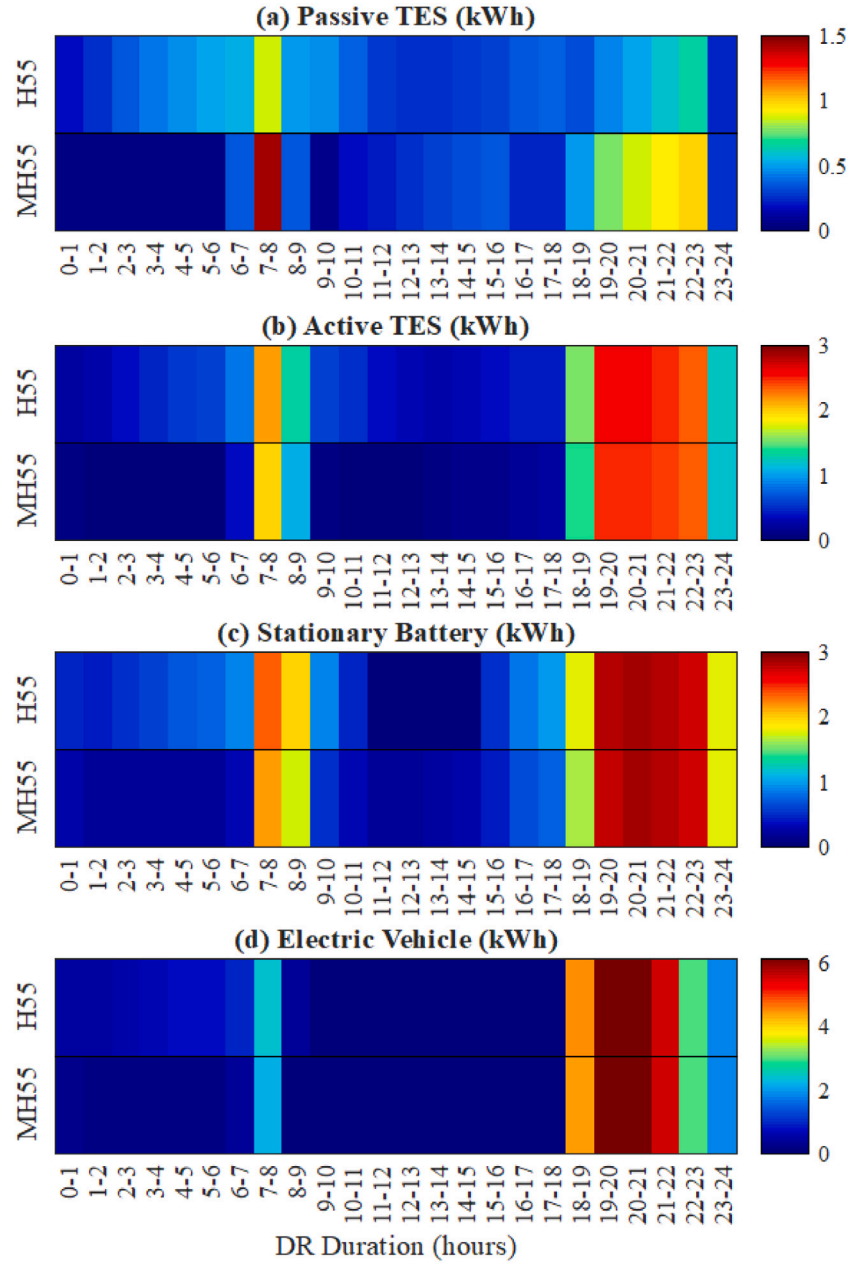 (a) Passive TES (kWh)
H55
MH55
1.5
1
0.5
0
0-1 1-2 2-3 3-4 4-5 5-6 6-7 7-8 8-9 9-10 10-11 11-12 12-13 13-14 14-15 15-16 16-17 17-18 18-19 19-20 20-21 21-22 22-23 23-24
(b) Active TES (kWh)
H55
MH55
3
2
1
0
0-1 1-2 2-3 3-4 4-5 5-6 6-7 7-8 8-9 9-10 10-11 11-12 12-13 13-14 14-15 15-16 16-17 17-18 18-19 19-20 20-21 21-22 22-23 23-24
(c) Stationary Battery (kWh)
H55
MH55
3
2
1
0
0-1 1-2 2-3 3-4 4-5 5-6 6-7 7-8 8-9 9-10 10-11 11-12 12-13 13-14 14-15 15-16 16-17 17-18 18-19 19-20 20-21 21-22 22-23 23-24
(d) Electric Vehicle (kWh)
H55
MH55
6
4
2
0
0-1 1-2 2-3 3-4 4-5 5-6 6-7 7-8 8-9 9-10 10-11 11-12 12-13 13-14 14-15 15-16 16-17 17-18 18-19 19-20 20-21 21-22 22-23 23-24
DR Duration (hours)